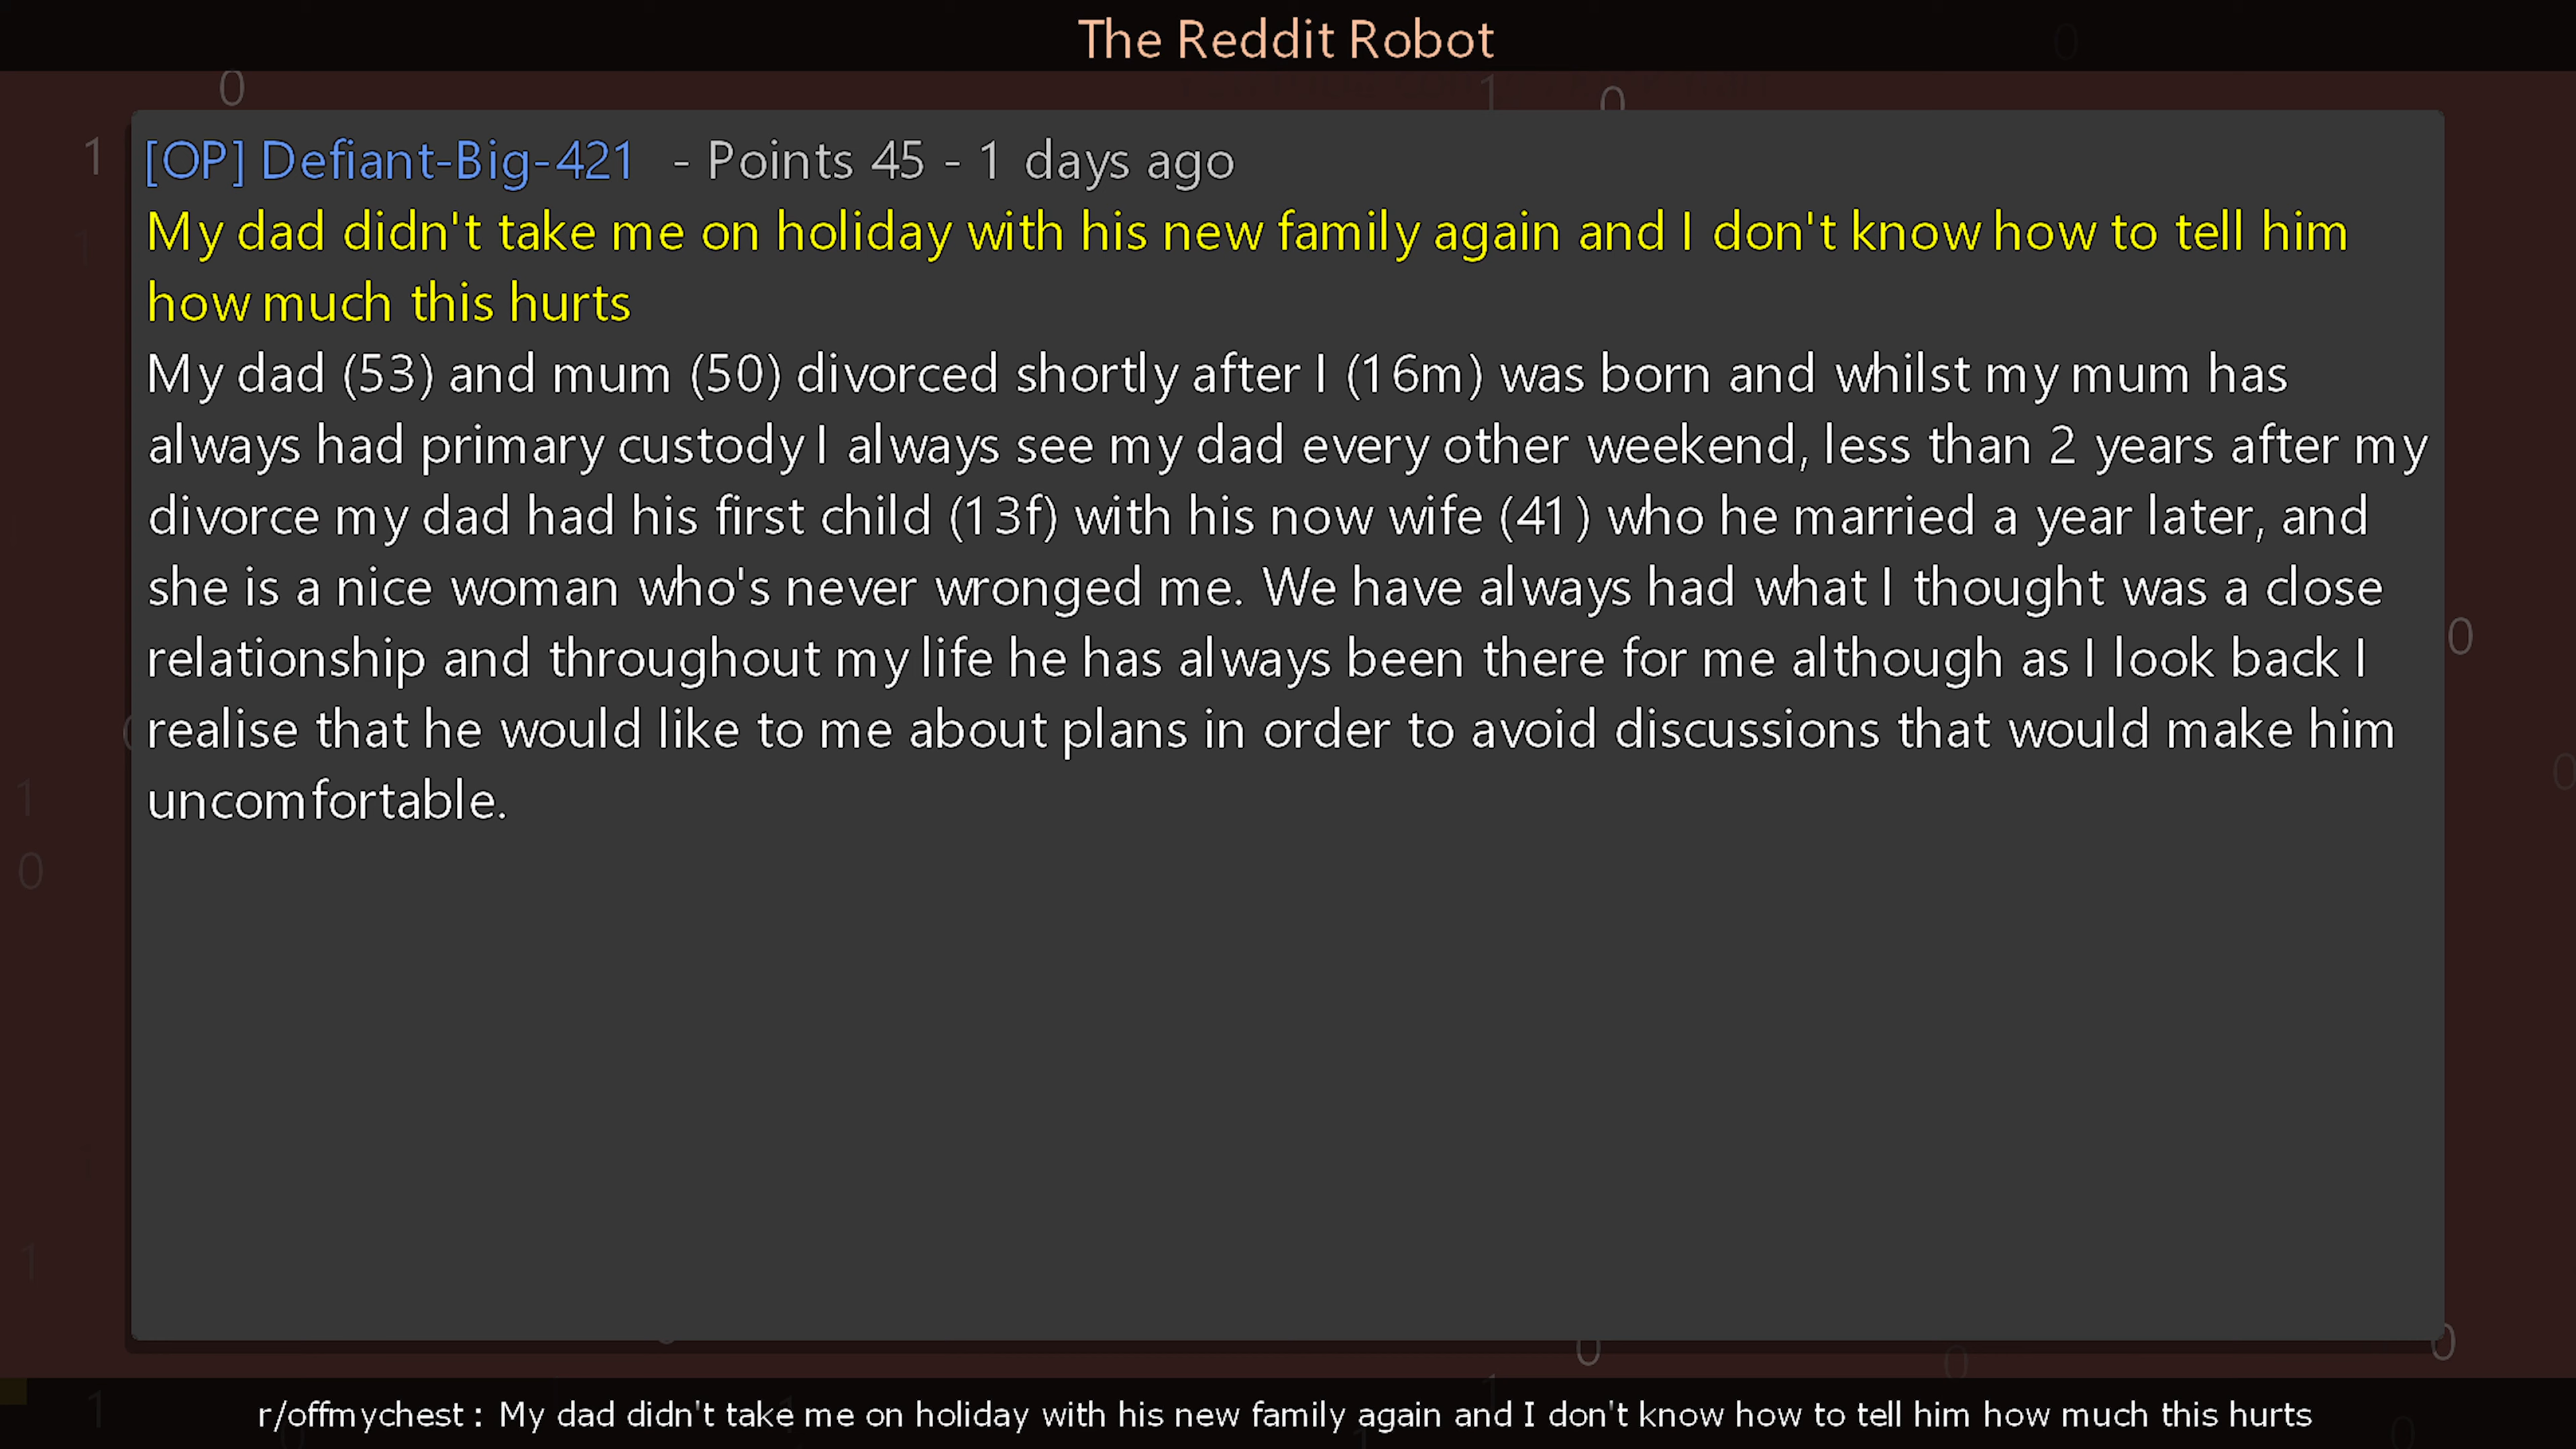 The Reddit Robot
[OP] Defiant-Big-421 - Points 45 - 1 days ago
My dad didn't take me on holiday with his new family again and I don't know how to tell him
how much this hurts
My dad (53) and mum (50) divorced shortly after I (16m) was born and whilst my mum has
always had primary custody I always see my dad every other weekend, less than 2 years after my
divorce my dad had his first child (13f) with his now wife (41) who he married a year later, and
she is a nice woman who's never wronged me. We have always had what I thought was a close
relationship and throughout my life he has always been there for me although as I look back I
realise that he would like to me about plans in order to avoid discussions that would make him
uncomfortable.
r/offmychest : My dad didn't take me on holiday with his new family again and I don't know how to tell him how much this hurts